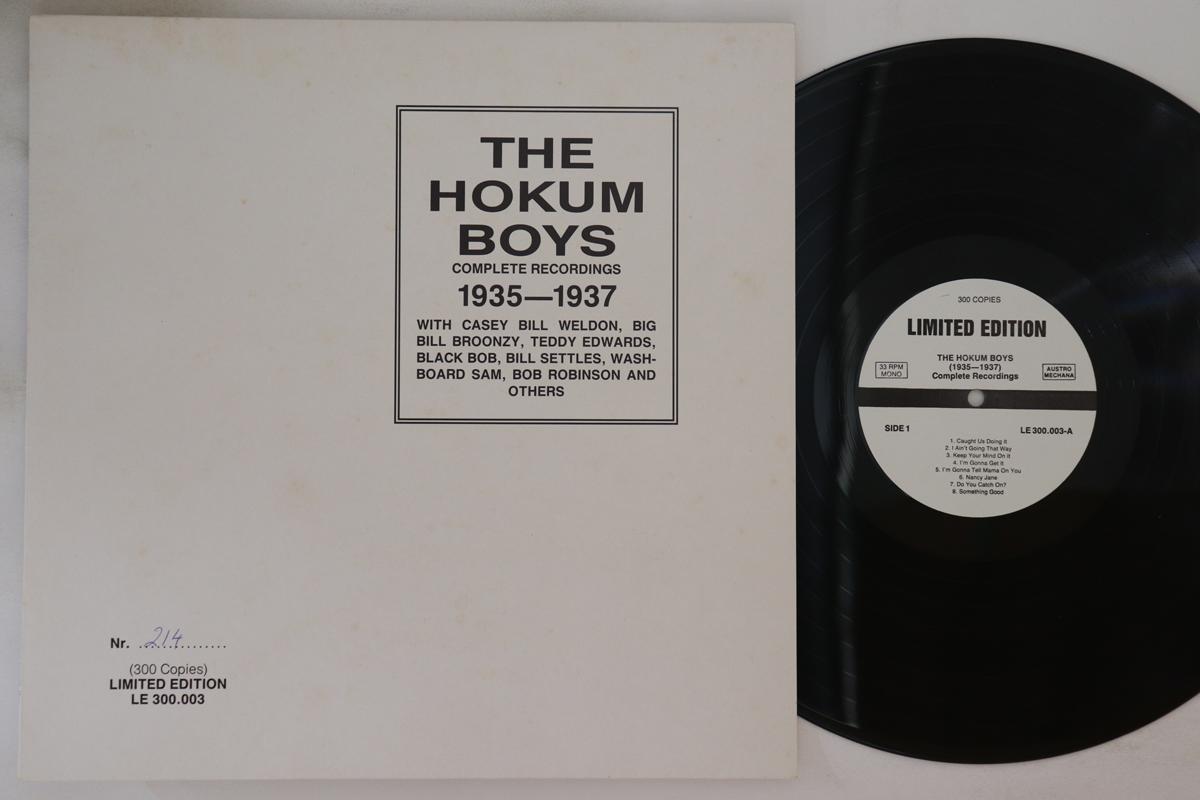 THE
HOKUM
BOYS
COMPLETE RECORDINGS
1935—1937
WITH CASEY BILL WELDON, BIG
BILL BROONZY, TEDDY EDWARDS,
BLACK BOB, BILL SETTLES, WASH-
BOARD SAM, BOB ROBINSON AND
OTHERS
Nr. 214
(300 Copies)
LIMITED EDITION
LE 300.003
300 COPIES
LIMITED EDITION
33 RPM
MONO
THE HOKUM BOYS
(1935—1937)
Complete Recordings
AUSTRO
MECHANA
SIDE 1
LE 300.003-A
1. Caught Us Doing it
2. I Ain't Going That Way
3. Keep Your Mind On It
4. I'm Gonna Get It
5. I'm Gonna Tell Mama On You
6. Nancy Jane
7. Do You Catch On?
8. Something Good